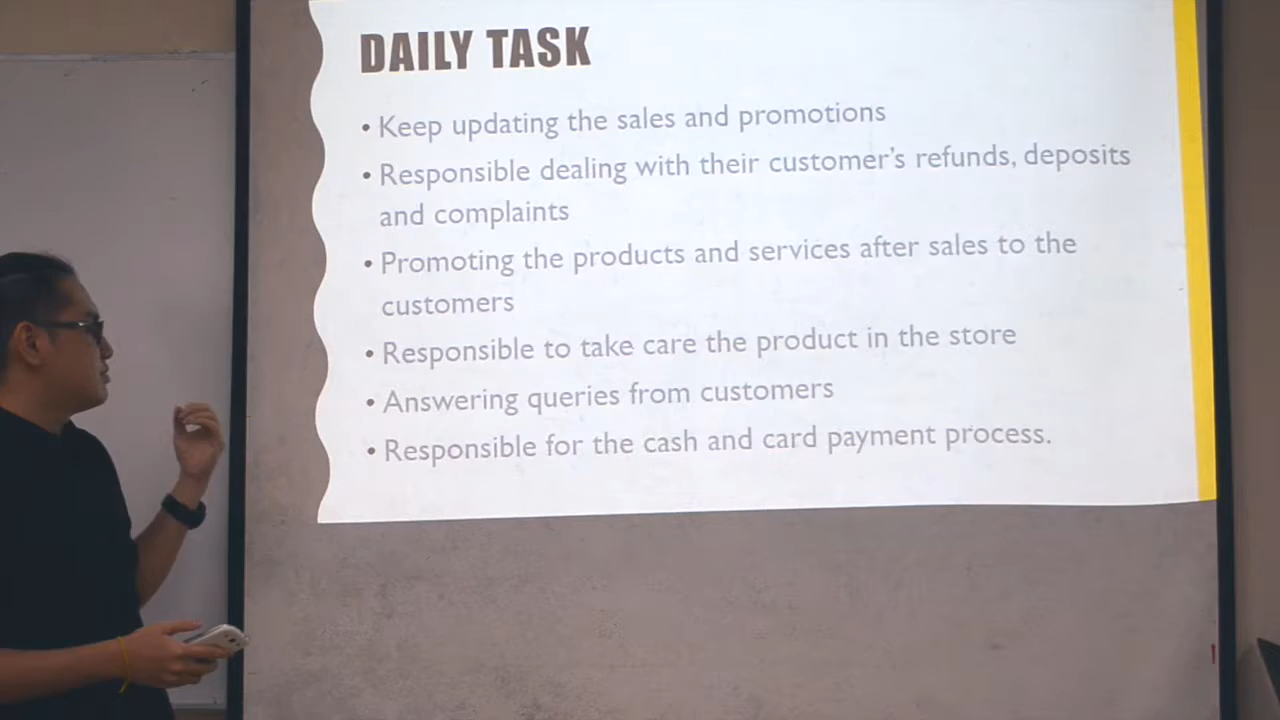 DAILY TASK
• Keep updating the sales and promotions
• Responsible dealing with their customer's refunds, deposits
and complaints
• Promoting the products and services after sales to the
customers
• Responsible to take care the product in the store
• Answering queries from customers
• Responsible for the cash and card payment process.